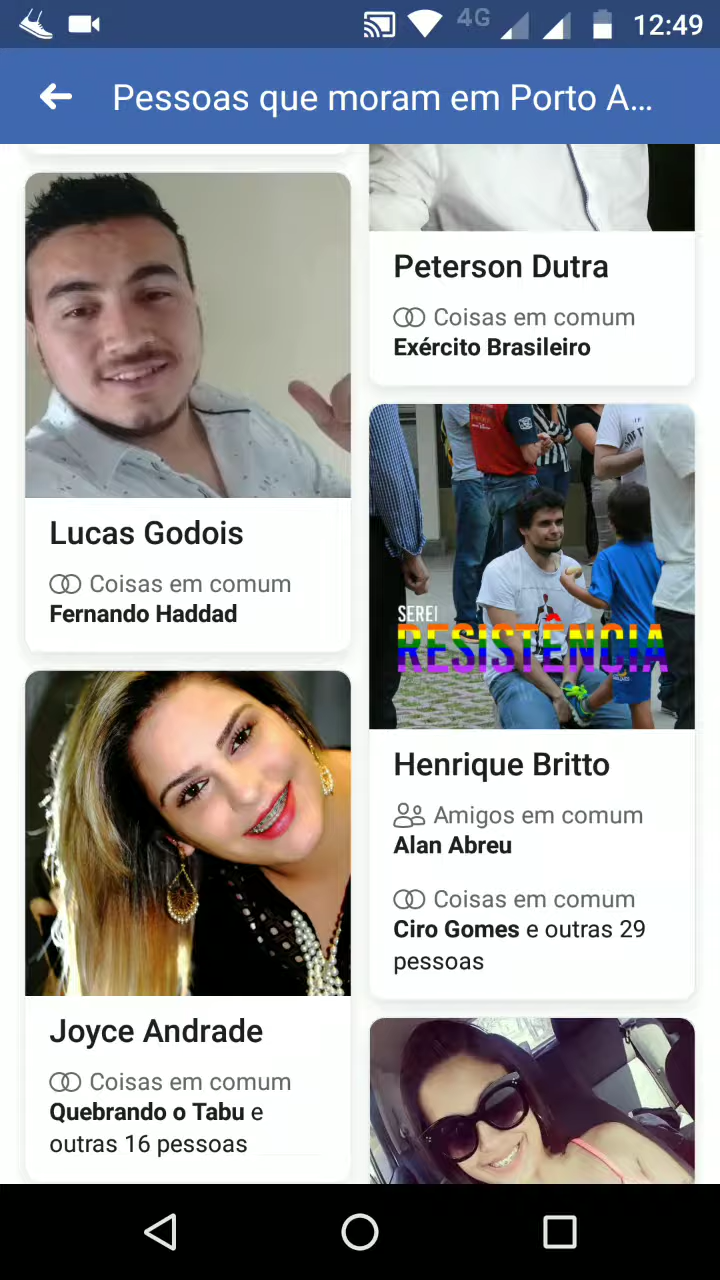 4G
12:49
Pessoas que moram em Porto A...
Lucas Godois
Coisas em comum
Fernando Haddad
Joyce Andrade
Coisas em comum
Quebrando o Tabu e
outras 16 pessoas
Peterson Dutra
Coisas em comum
Exército Brasileiro
SEREI
RESISTÊNCIA
Henrique Britto
Amigos em comum
Alan Abreu
Coisas em comum
Ciro Gomes e outras 29
pessoas